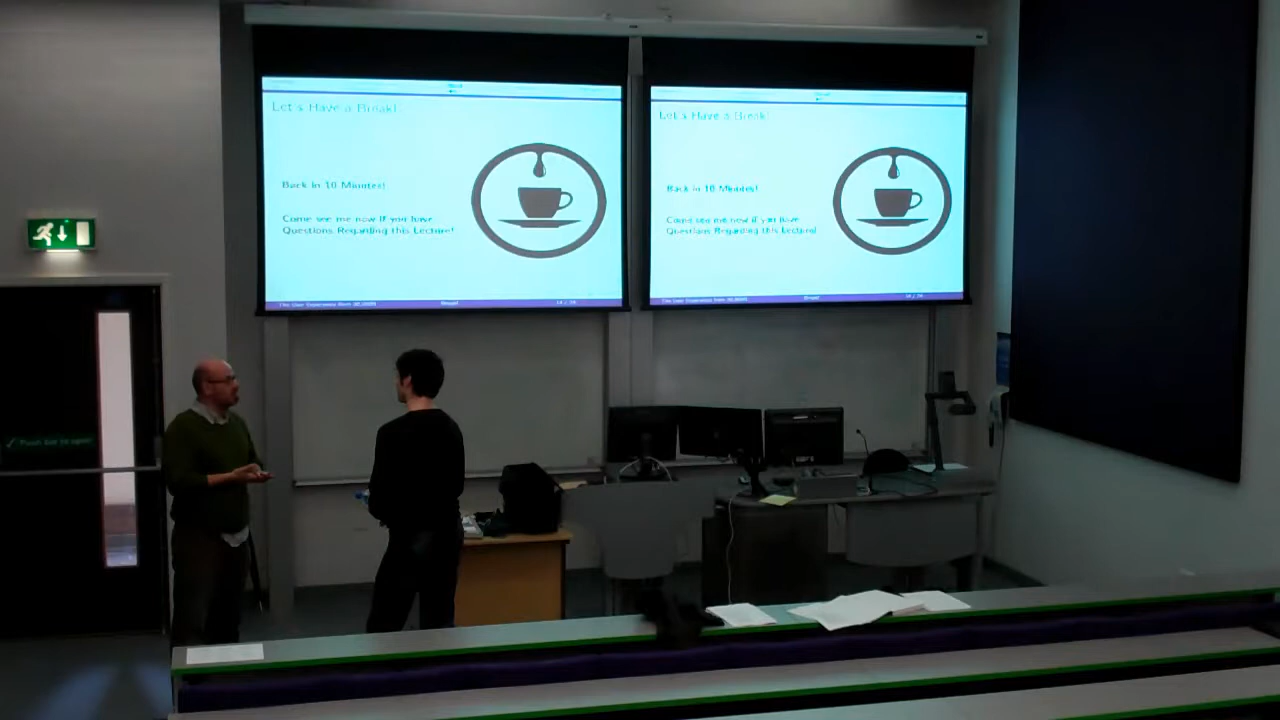 Let's Have a Break!
Back in 10 Minutes!
Come see me now if you have
Questions Regarding this Lecture!
Let's Have a Break!
Back in 10 Minutes!
Come see me now if you have
Questions Regarding this Lecture!
Push bar to open